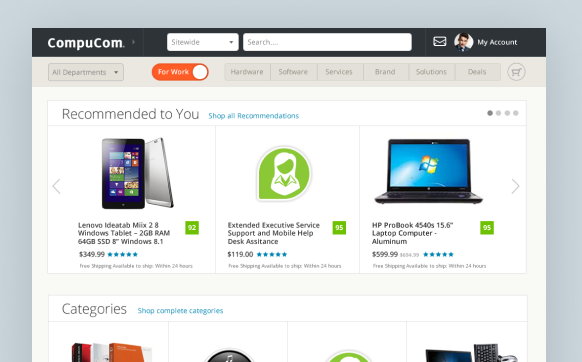 CompuCom.
Sitewide
Search....
My Account
All Departments
For Work
Hardware
Software
Services
Brand
Solutions
Deals
Recommended to You
Shop all Recommendations
Lenovo Ideatab Miix 2 8
Windows Tablet – 2GB RAM
64GB SSD 8” Windows 8.1
92
$349.99
Free Shipping Available to ship: Within 24 hours
Extended Executive Service
Support and Mobile Help
Desk Assitance
95
$119.00
Free Shipping Available to ship: Within 24 hours
HP ProBook 4540s 15.6”
Laptop Computer -
Aluminum
95
$599.99
Free Shipping Available to ship: Within 24 hours
Categories
Shop complete categories